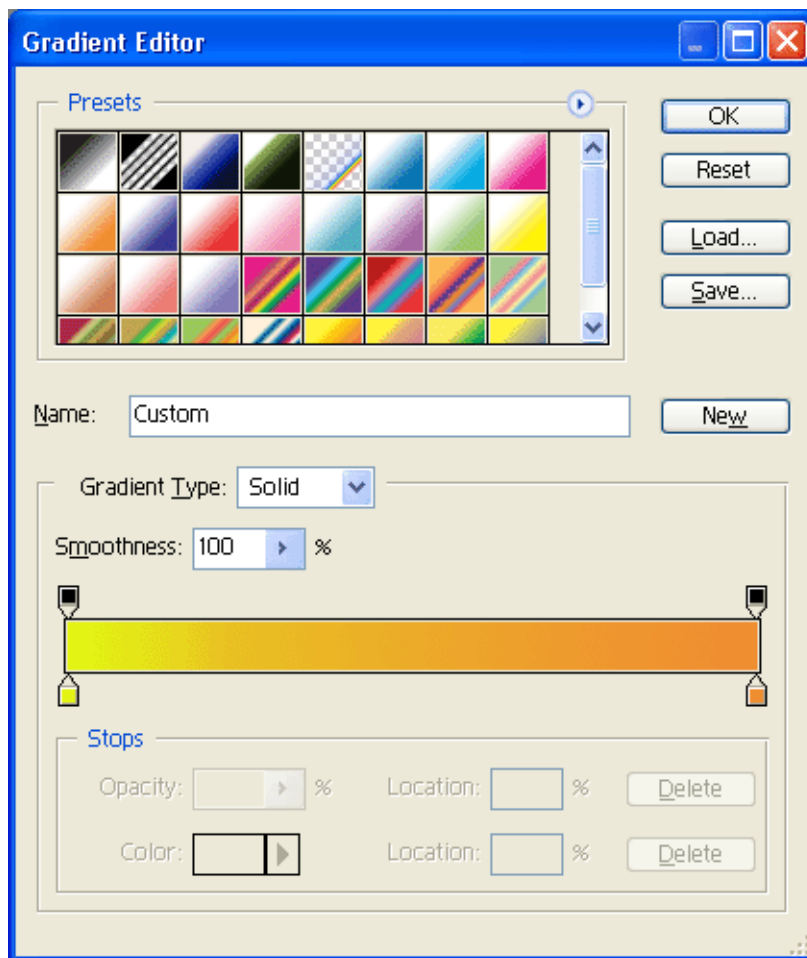 Gradient Editor
Presets
OK
Reset
Load...
Save...
Name: Custom
New
Gradient Type: Solid
Smoothness: 100 %
Stops
Opacity: % Location: % Delete
Color: Location: % Delete